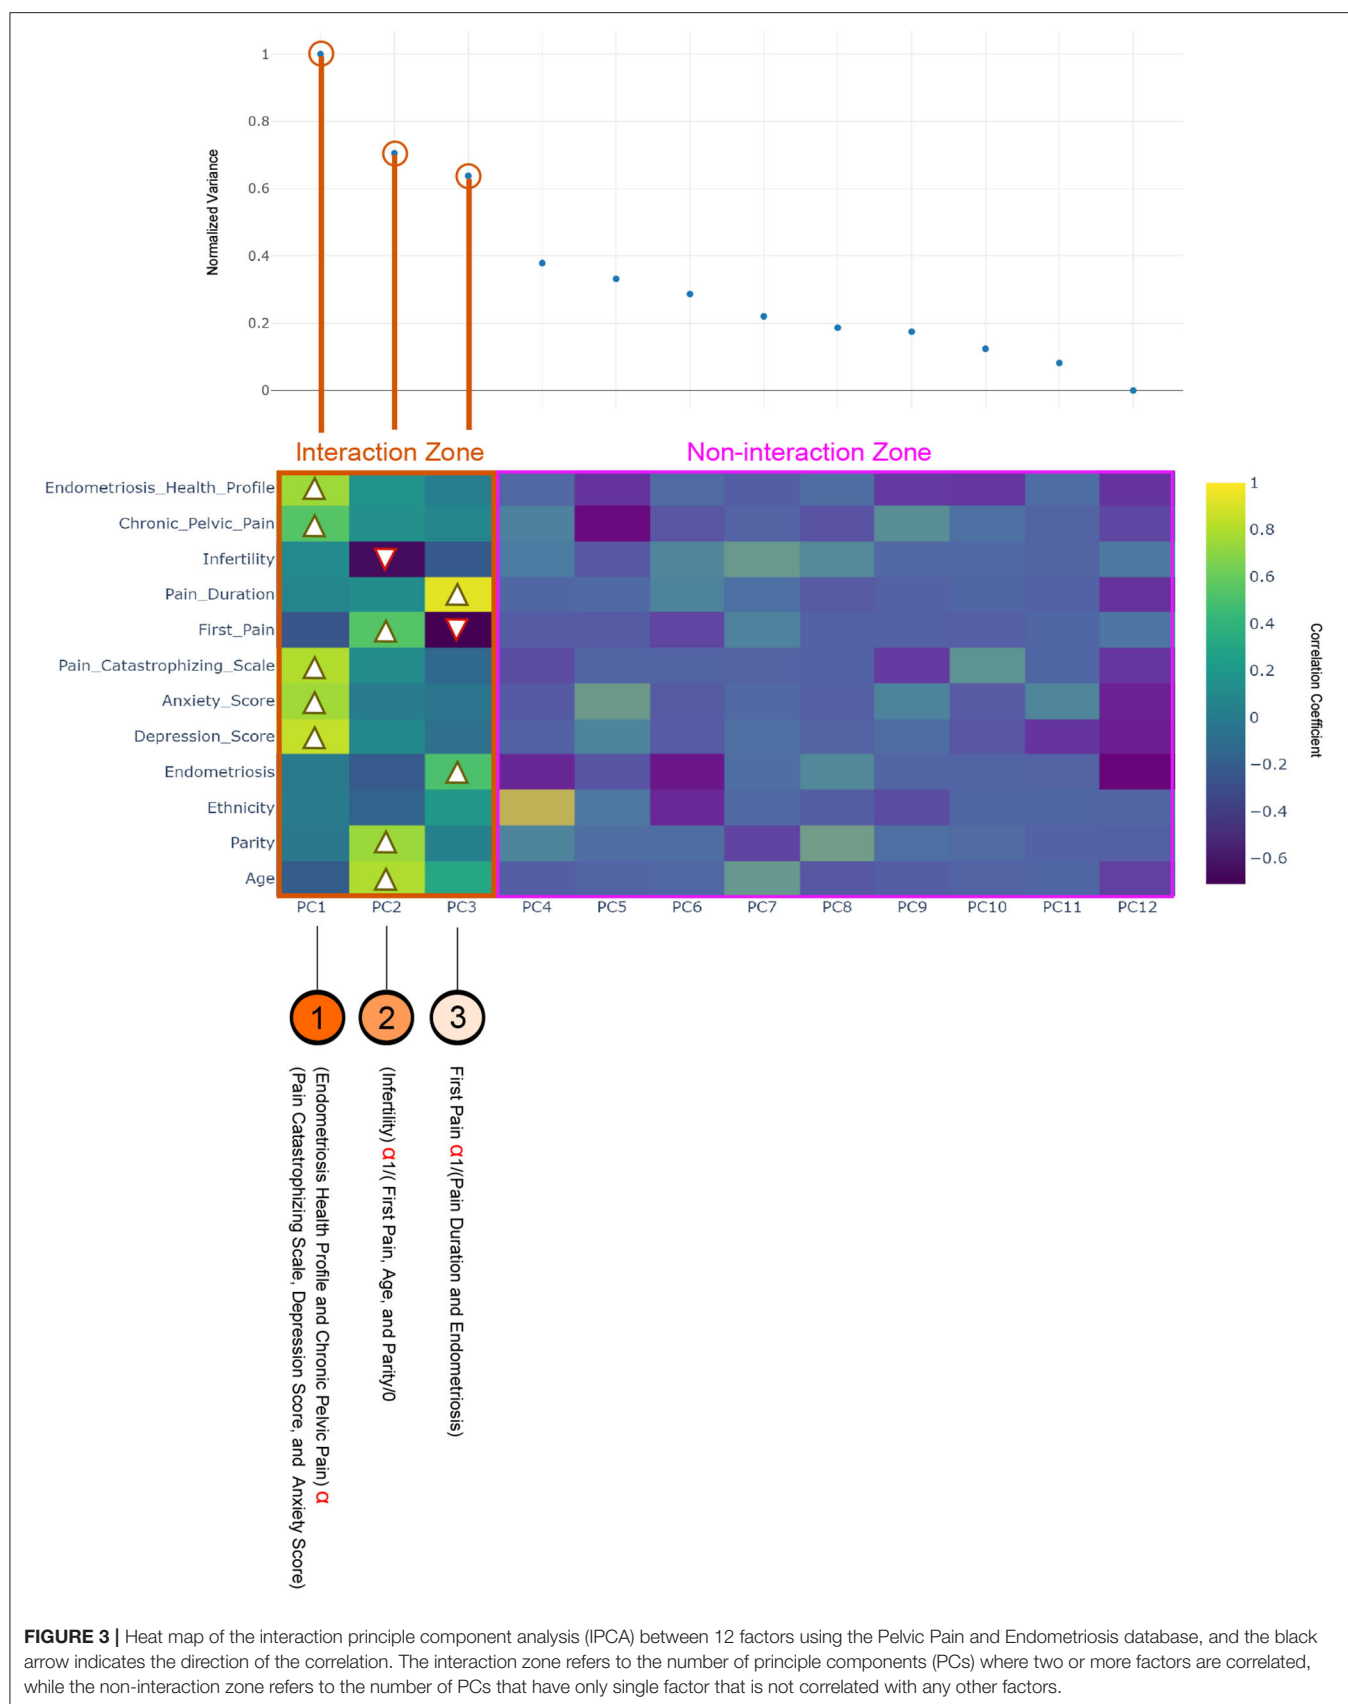 1
0.8
0.6
0.4
0.2
0
Normalized Variance
Interaction Zone
Non-interaction Zone
Endometriosis_Health_Profile
Chronic_Pelvic_Pain
Infertility
Pain_Duration
First_Pain
Pain_Catastrophizing_Scale
Anxiety_Score
Depression_Score
Endometriosis
Ethnicity
Parity
Age
PC1 PC2 PC3 PC4 PC5 PC6 PC7 PC8 PC9 PC10 PC11 PC12
1
0.8
0.6
0.4
0.2
0
−0.2
−0.4
−0.6
Correlation Coefficient
1 2 3
(Endometriosis Health Profile and Chronic Pelvic Pain) α
(Pain Catastrophizing Scale, Depression Score, and Anxiety Score)
(Infertility) α1/( First Pain, Age, and Parity/0
First Pain α1/(Pain Duration and Endometriosis)
FIGURE 3 | Heat map of the interaction principle component analysis (IPCA) between 12 factors using the Pelvic Pain and Endometriosis database, and the black
arrow indicates the direction of the correlation. The interaction zone refers to the number of principle components (PCs) where two or more factors are correlated,
while the non-interaction zone refers to the number of PCs that have only single factor that is not correlated with any other factors.